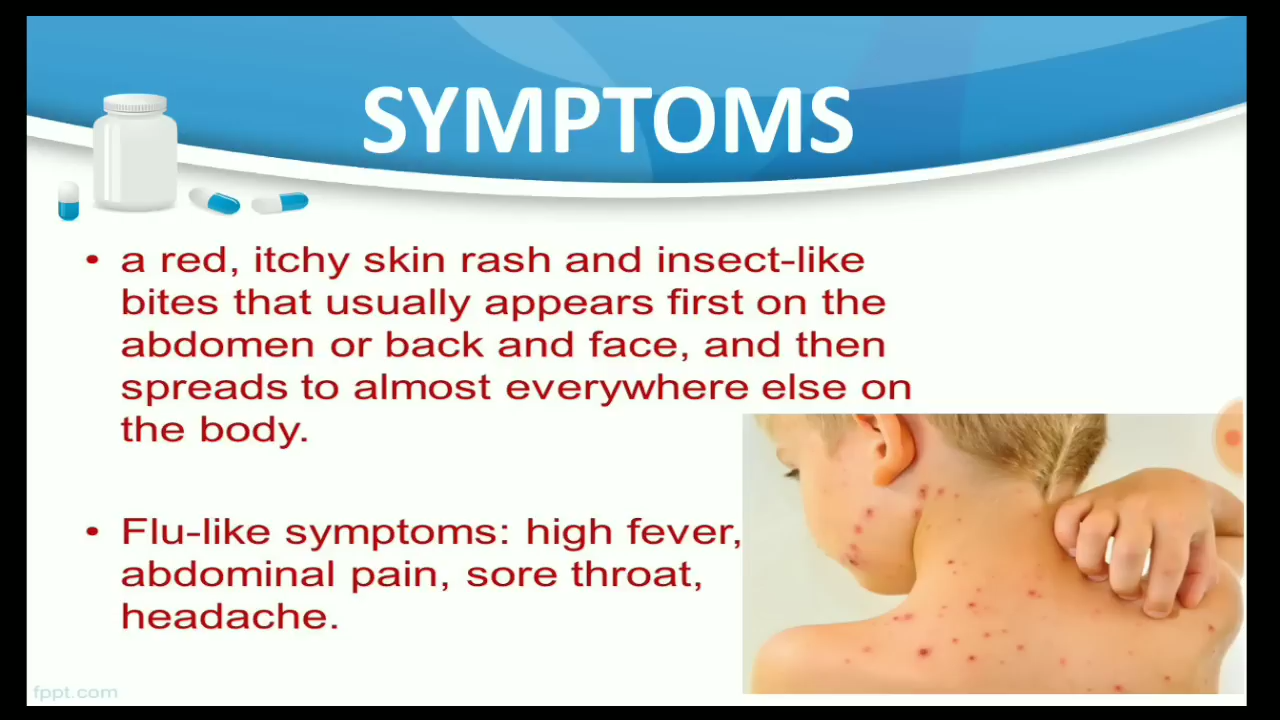 SYMPTOMS
• a red, itchy skin rash and insect-like
bites that usually appears first on the
abdomen or back and face, and then
spreads to almost everywhere else on
the body.
• Flu-like symptoms: high fever,
abdominal pain, sore throat,
headache.
fppt.com